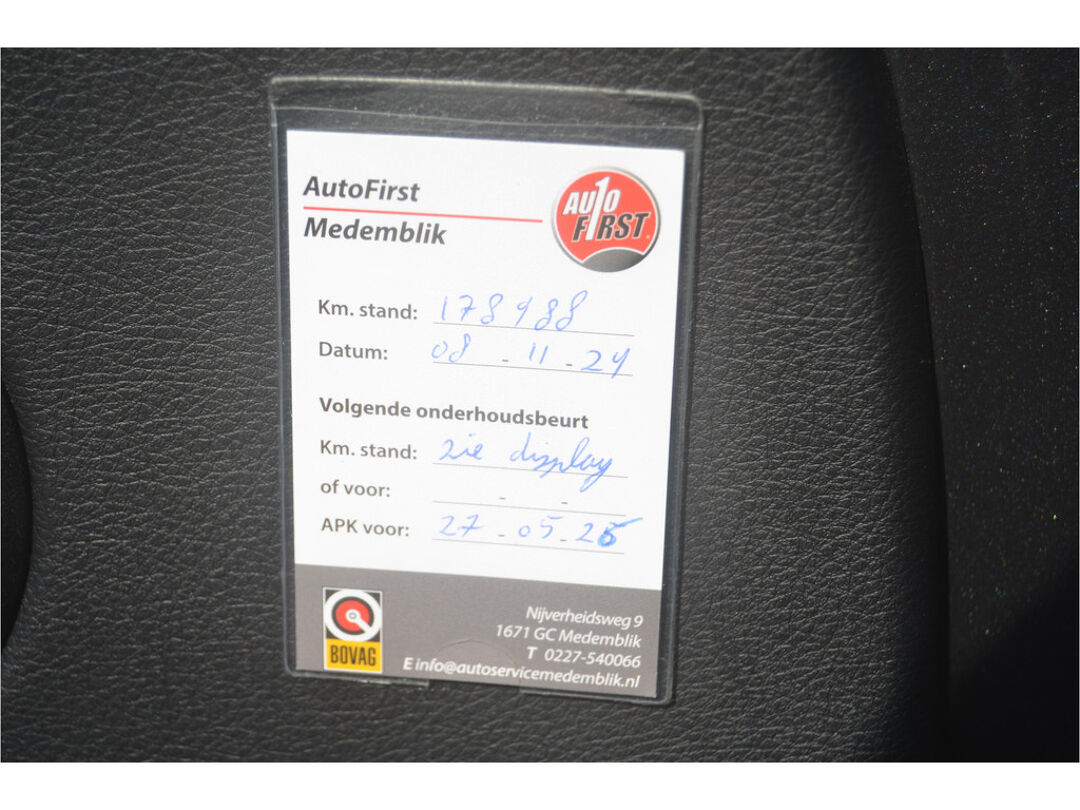 AutoFirst
Medemblik
AUTO
FIRST
Km. stand: 178988
Datum: 08 - 11 - 24
Volgende onderhoudsbeurt
Km. stand: zie display
of voor: - -
APK voor: 27 - 05 -
BOVAG
Nijverheidsweg 9
1671 GC Medemblik
T 0227-540066
E info@autoservicemedemblik.nl